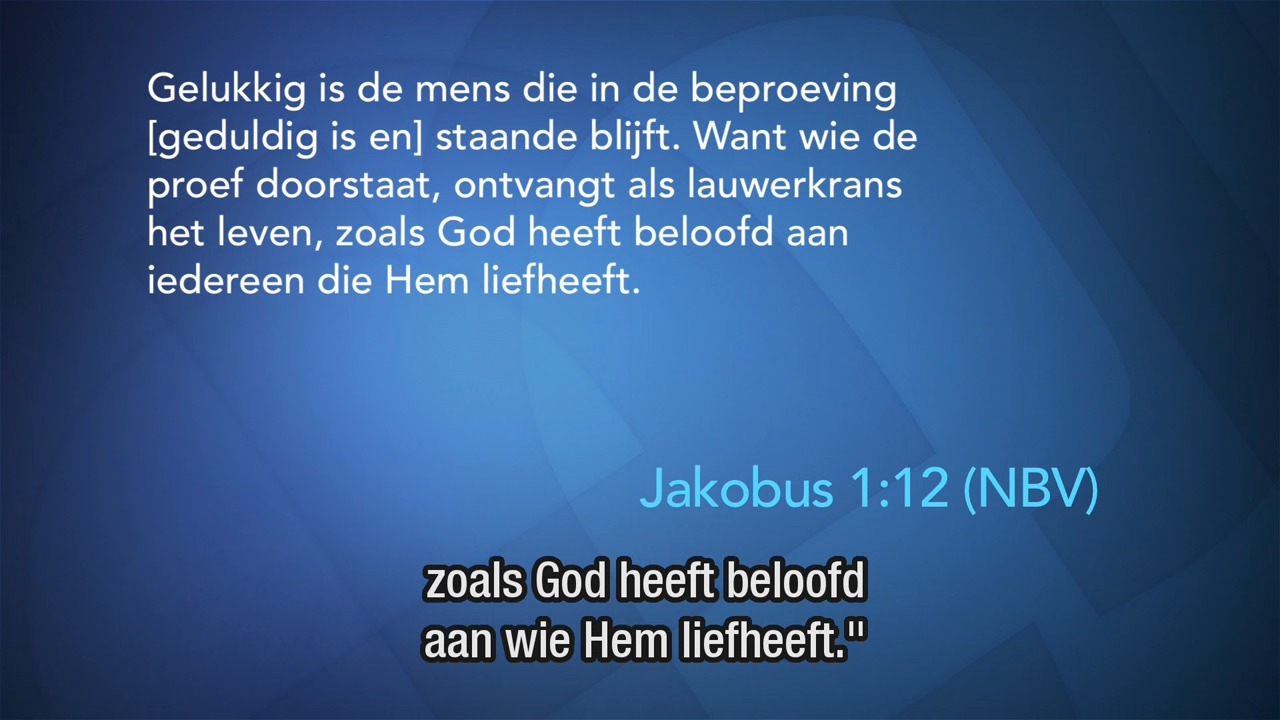 Gelukkig is de mens die in de beproeving
[geduldig is en] staande blijft. Want wie de
proef doorstaat, ontvangt als lauwerkrans
het leven, zoals God heeft beloofd aan
iedereen die Hem liefheeft.
Jakobus 1:12 (NBV)
zoals God heeft beloofd
aan wie Hem liefheeft."